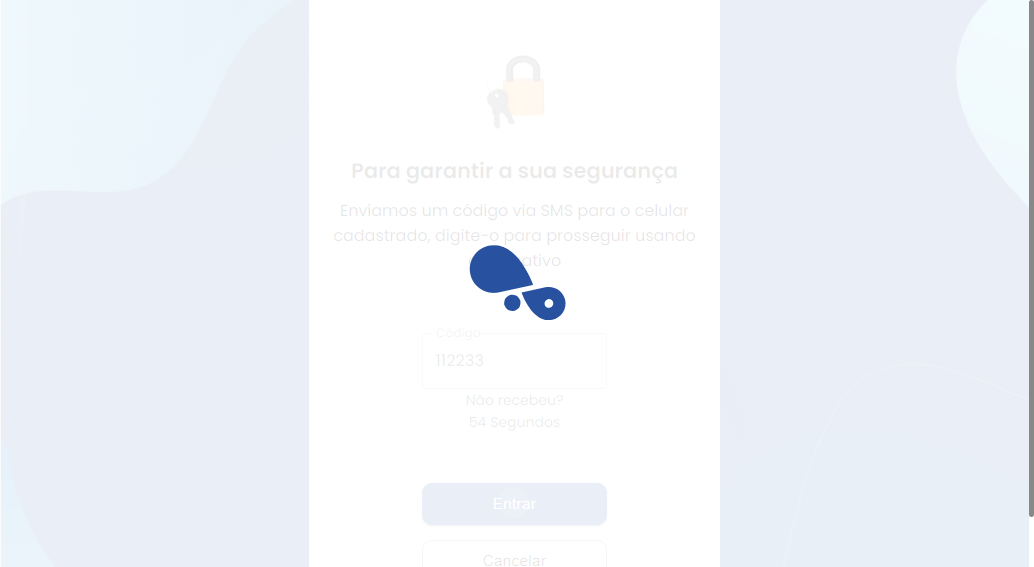 Para garantir a sua segurança
Enviamos um código via SMS para o celular
cadastrado, digite-o para prosseguir usando
ativo
Código
112233
Não recebeu?
54 Segundos
Entrar
Cancelar